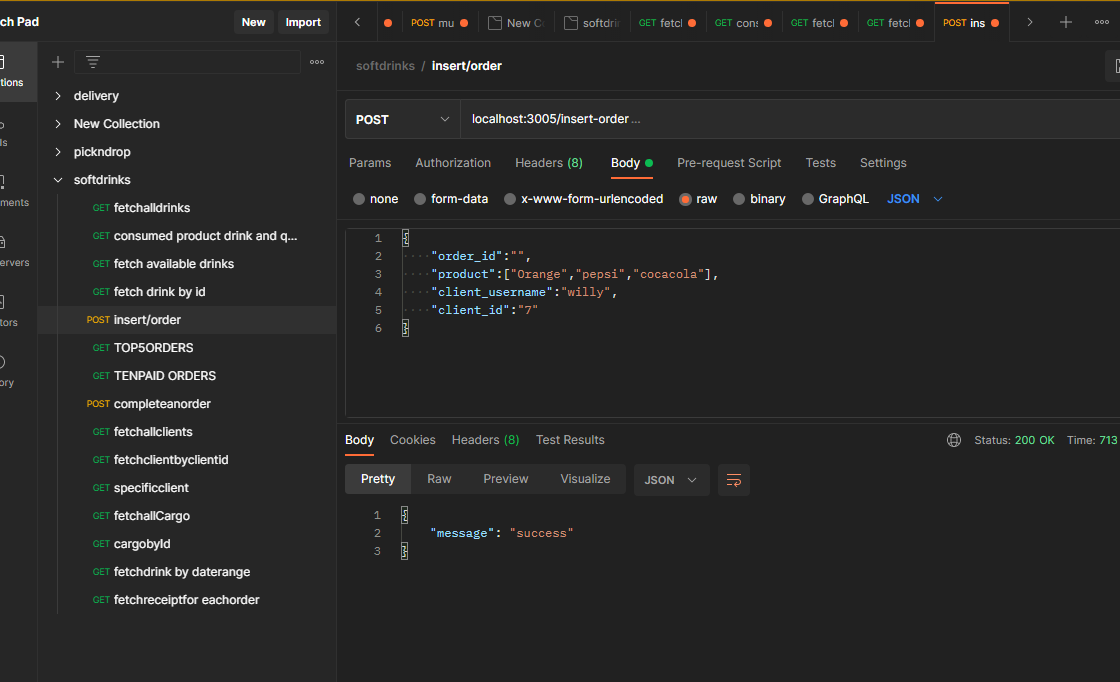 ch Pad
New
Import
POST mu
New C
softdrin
GET fetcl
GET cons
GET fetcl
GET fetcl
POST ins
tions
ls
ments
ervers
tors
ory
delivery
New Collection
pickndrop
softdrinks
GET fetchalldrinks
GET consumed product drink and q...
GET fetch available drinks
GET fetch drink by id
POST insert/order
GET TOP5ORDERS
GET TENPAID ORDERS
POST completeanorder
GET fetchallclients
GET fetchclientbyclientid
GET specificclient
GET fetchallCargo
GET cargobyId
GET fetchdrink by daterange
GET fetchreceiptfor eachorder
softdrinks / insert/order
POST
localhost:3005/insert-order ...
Params
Authorization
Headers (8)
Body
Pre-request Script
Tests
Settings
none
form-data
x-www-form-urlencoded
raw
binary
GraphQL
JSON
1 {
2 "order_id":"",
3 "product":["Orange","pepsi","cocacola"],
4 "client_username":"willy",
5 "client_id":"7"
6 }
Body
Cookies
Headers (8)
Test Results
Status: 200 OK
Time: 713
Pretty
Raw
Preview
Visualize
JSON
1 {
2 "message": "success"
3 }